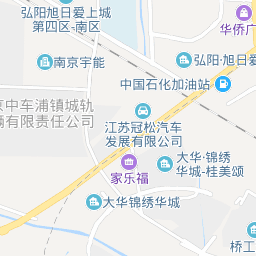 弘阳旭日爱上城
第四区-南区
华侨广
弘阳·旭日爱
南京宇能
中国石化加油站
京中车浦镇城轨
辆有限责任公司
江苏冠松汽车
发展有限公司
大华·锦绣
华城-桂美颂
家乐福
大华锦绣华城
桥工